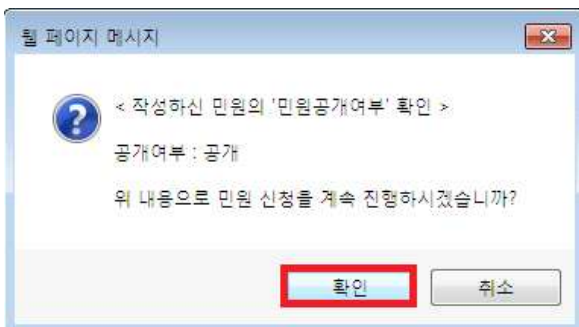 웹 페이지 메시지
< 작성하신 민원의 '민원공개여부' 확인 >
공개여부 : 공개
위 내용으로 민원 신청을 계속 진행하시겠습니까?
확인
취소